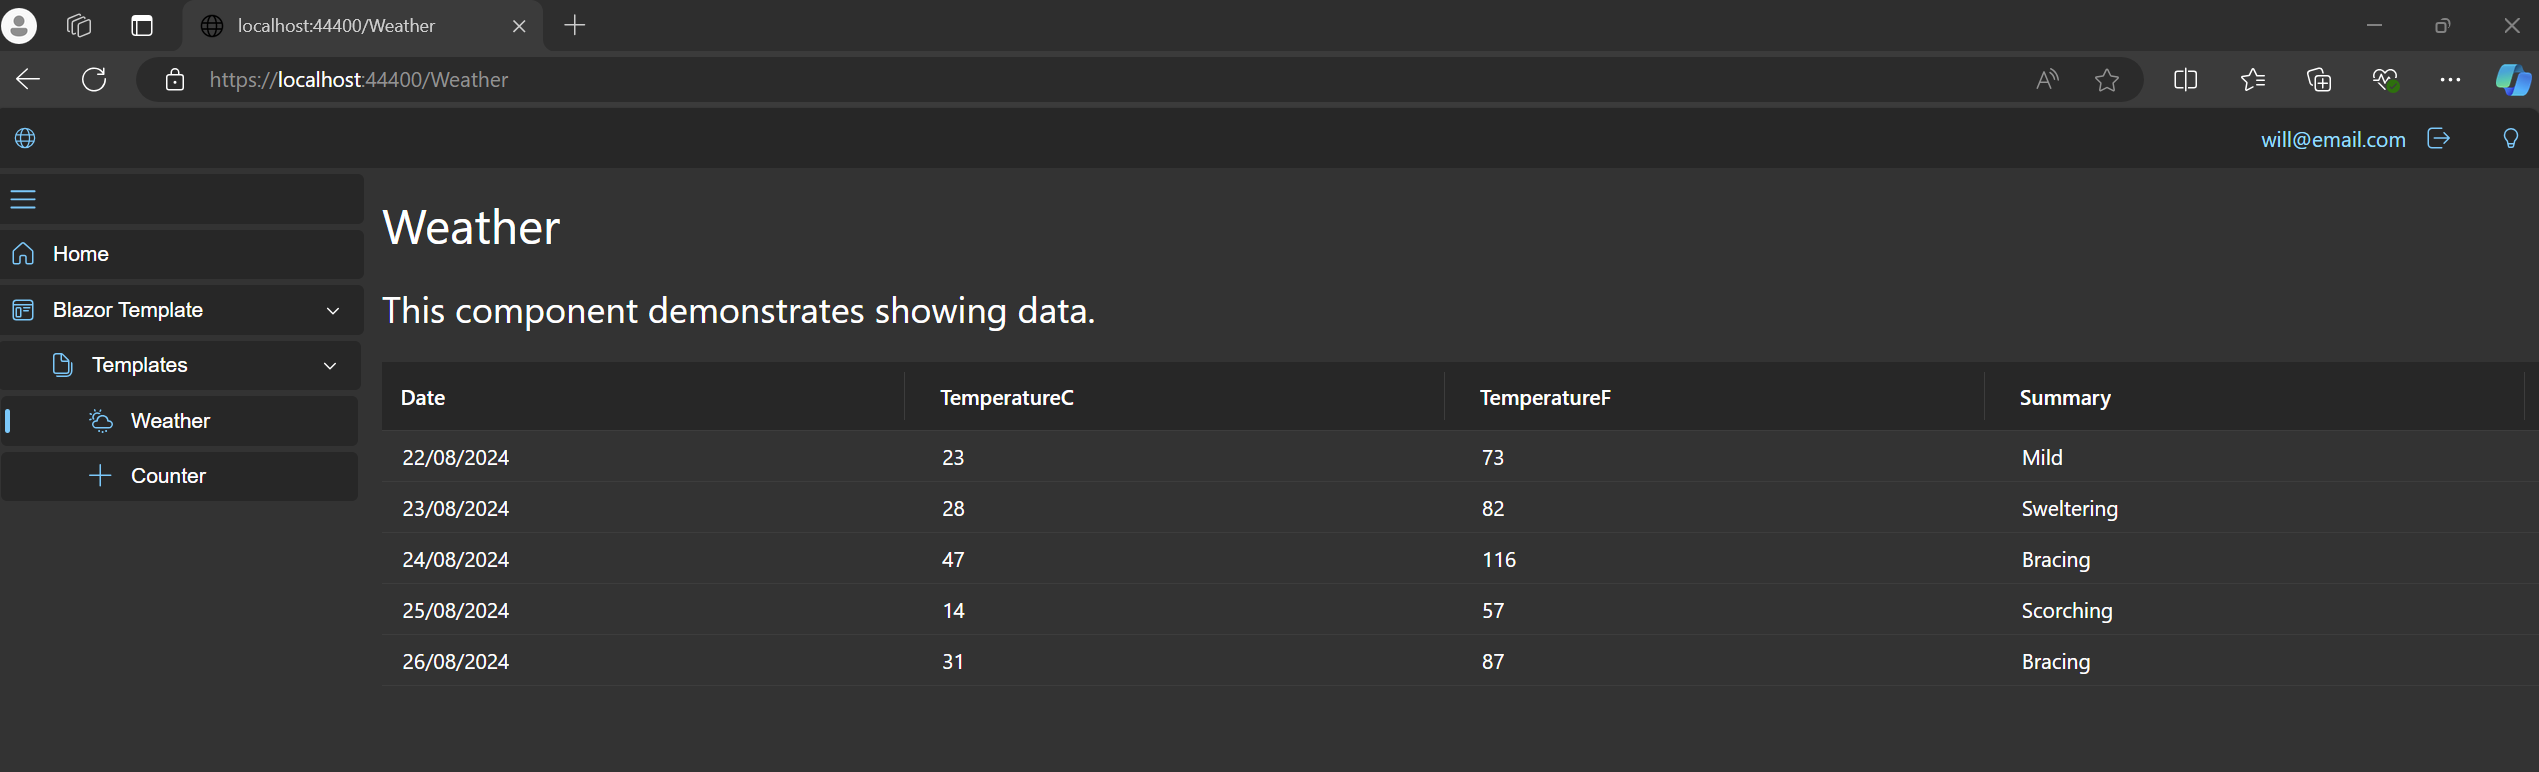 localhost:44400/Weather
https://localhost:44400/Weather
will@email.com
Home
Blazor Template
Templates
Weather
Counter
Weather
This component demonstrates showing data.
Date TemperatureC TemperatureF Summary
22/08/2024 23 73 Mild
23/08/2024 28 82 Sweltering
24/08/2024 47 116 Bracing
25/08/2024 14 57 Scorching
26/08/2024 31 87 Bracing